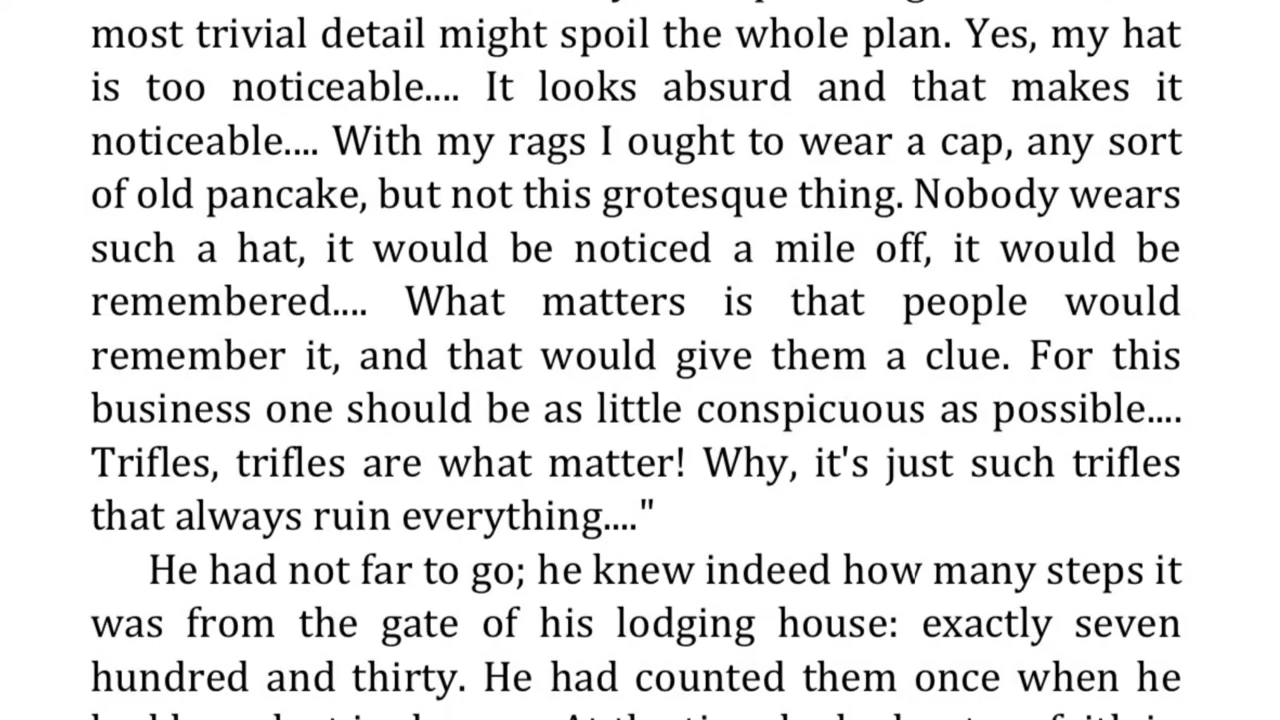 most trivial detail might spoil the whole plan. Yes, my hat
is too noticeable.... It looks absurd and that makes it
noticeable.... With my rags I ought to wear a cap, any sort
of old pancake, but not this grotesque thing. Nobody wears
such a hat, it would be noticed a mile off, it would be
remembered.... What matters is that people would
remember it, and that would give them a clue. For this
business one should be as little conspicuous as possible....
Trifles, trifles are what matter! Why, it's just such trifles
that always ruin everything...."
He had not far to go; he knew indeed how many steps it
was from the gate of his lodging house: exactly seven
hundred and thirty. He had counted them once when he